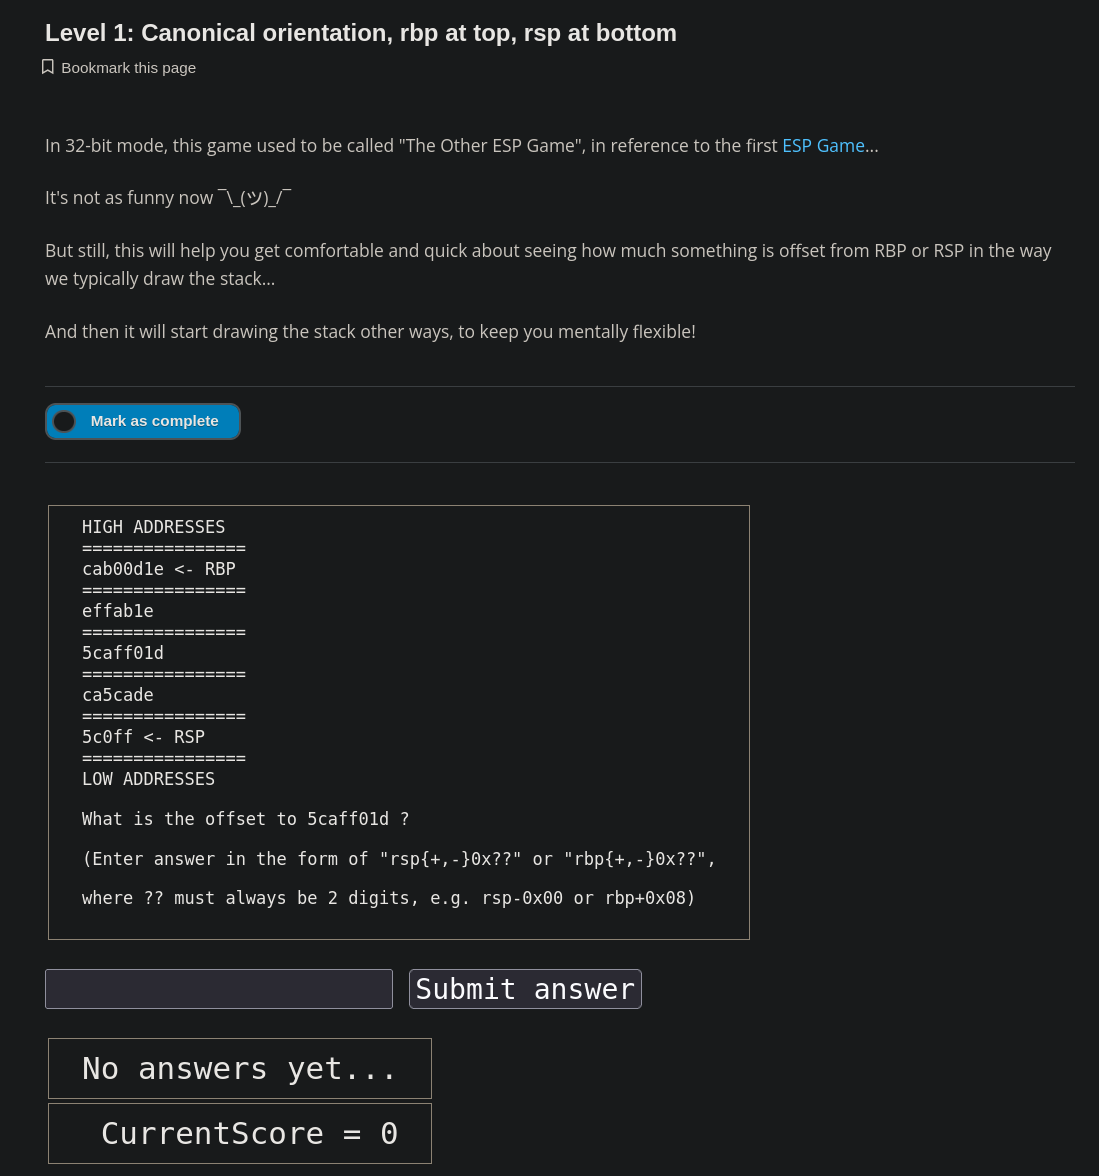 Level 1: Canonical orientation, rbp at top, rsp at bottom
Bookmark this page
In 32-bit mode, this game used to be called "The Other ESP Game", in reference to the first ESP Game...
It's not as funny now ¯\_(ツ)_/¯
But still, this will help you get comfortable and quick about seeing how much something is offset from RBP or RSP in the way
we typically draw the stack...
And then it will start drawing the stack other ways, to keep you mentally flexible!
Mark as complete
HIGH ADDRESSES
================
cab00d1e <- RBP
================
effab1e
================
5caff01d
================
ca5cade
================
5c0ff <- RSP
================
LOW ADDRESSES
What is the offset to 5caff01d ?
(Enter answer in the form of "rsp{+,-}0x??" or "rbp{+,-}0x??",
where ?? must always be 2 digits, e.g. rsp-0x00 or rbp+0x08)
Submit answer
No answers yet...
CurrentScore = 0